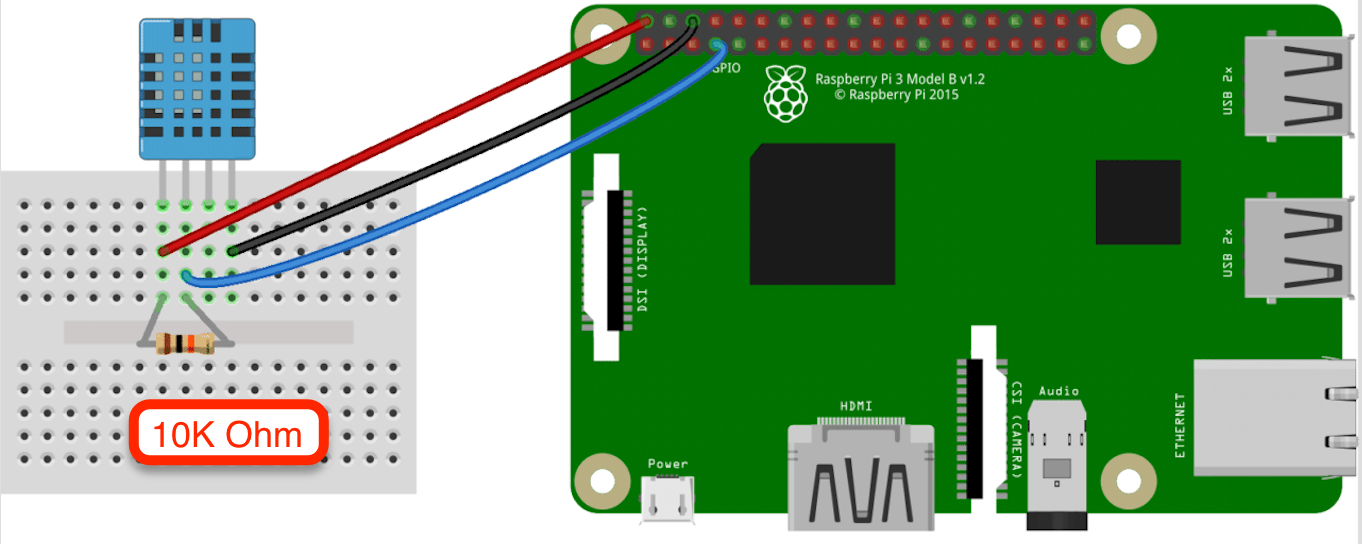 GPIO
Raspberry Pi 3 Model B v1.2
© Raspberry Pi 2015
USB 2x
DSI (DISPLAY)
USB 2x
10K Ohm
Power
HDMI
CSI (CAMERA)
Audio
ETHERNET